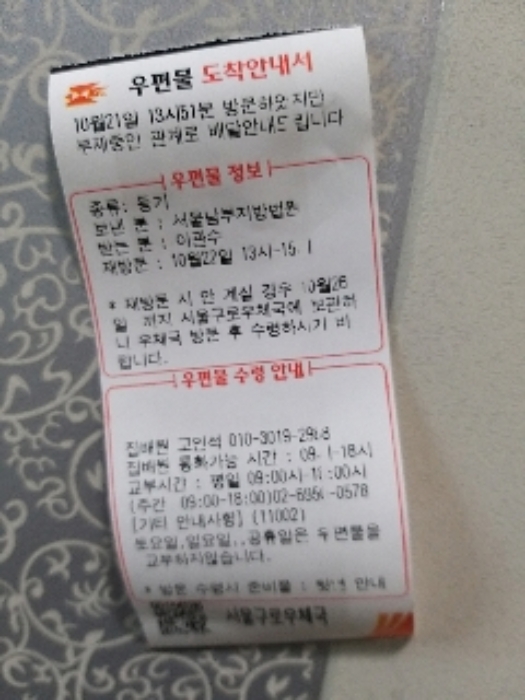 우편물 도착안내서
10월21일 13시51분 방문하였지만
부재중인 관계로 배달안내드립니다
우편물 정보
종류: 등기
보낸 분 : 서울남부지방법원
받는 분 : 이관수
재방문 : 10월22일 13시-15
* 재방문 시 안 계실 경우 10월26
일 까지 서울구로우체국에 보관하
니 우체국 방문 후 수령하시기 바
랍니다.
우편물 수령 안내
집배원 고인석 010-3019-
집배원 통화가능 시간 : 09 -18시
교부시간 : 평일 09:00시- :00시
(주간 09:00-18:00)02- -0578
[기타 안내사항] (11002)
토요일,일요일,,공휴일은 우편물을
교부하지않습니다.
* 방문 수령시 준비물 : 안내
서울구로우체국